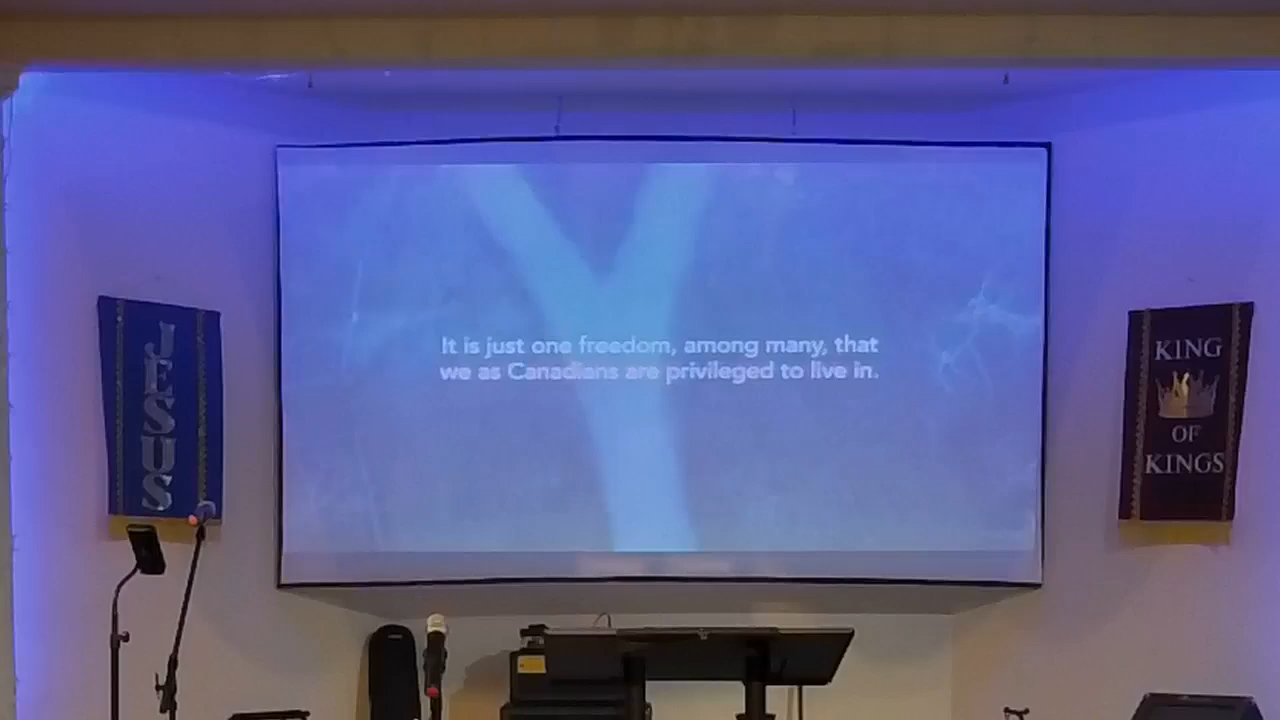 It is just one freedom, among many, that
we as Canadians are privileged to live in.
JESUS
KING
OF
KINGS